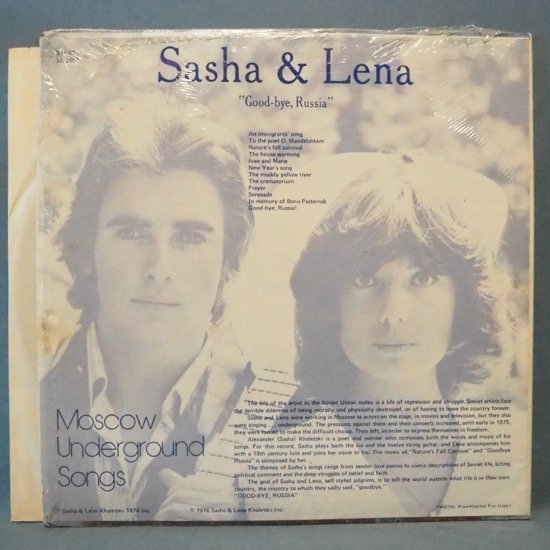 Stereo
Sasha & Lena
"Good-bye, Russia"
An immigrants' song
To the poet O. Mandelshtam
Nature's fall carnival
The house warming
Ivan and Marie
New Year's song
The muddy yellow river
The crematorium
Prayer
Serenade
In memory of Boris Pasternak
Good-bye, Russia!
Moscow
Underground
Songs
"The life of the artist in the Soviet Union today is a life of repression and struggle. Soviet artists face
the terrible dilemma of being morally and physically destroyed, or of having to leave the country forever.
Sasha and Lena were working in Moscow as actors on the stage, in movies and television, but they also
were singing underground. The pressures against them and their concerts increased, until early in 1975,
they were forced to make the difficult choice. They left, in order to express themselves in freedom.
Alexander (Sasha) Khaletski is a poet and painter who composes both the words and music of his
songs. For this record, Sasha plays both the six and the twelve string guitar, and Lena accompanies him
with a 19th century lute and joins her voice to his. The music of "Nature's Fall Carnival" and "Goodbye
Russia" is composed by her.
The themes of Sasha's songs range from tender love poems to comic descriptions of Soviet life, biting
political comment and the deep struggles of belief and faith.
The goal of Sasha and Lena, self styled pilgrims, is to tell the world outside what life is in their own
country, the country to which they sadly said, "goodbye."
"GOOD-BYE, RUSSIA"
℗ Sasha & Lena Khaletski 1976 Inc.
© 1976 Sasha & Lena Khaletski Inc.
PHOTO: